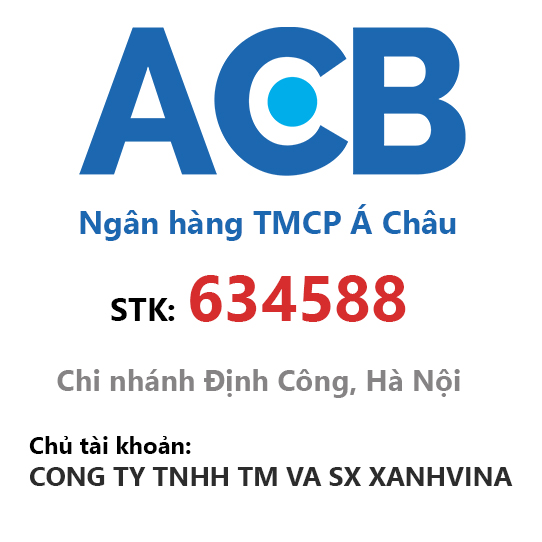 ACB
Ngân hàng TMCP Á Châu
STK: 634588
Chi nhánh Định Công, Hà Nội
Chủ tài khoản:
CONG TY TNHH TM VA SX XANHVINA